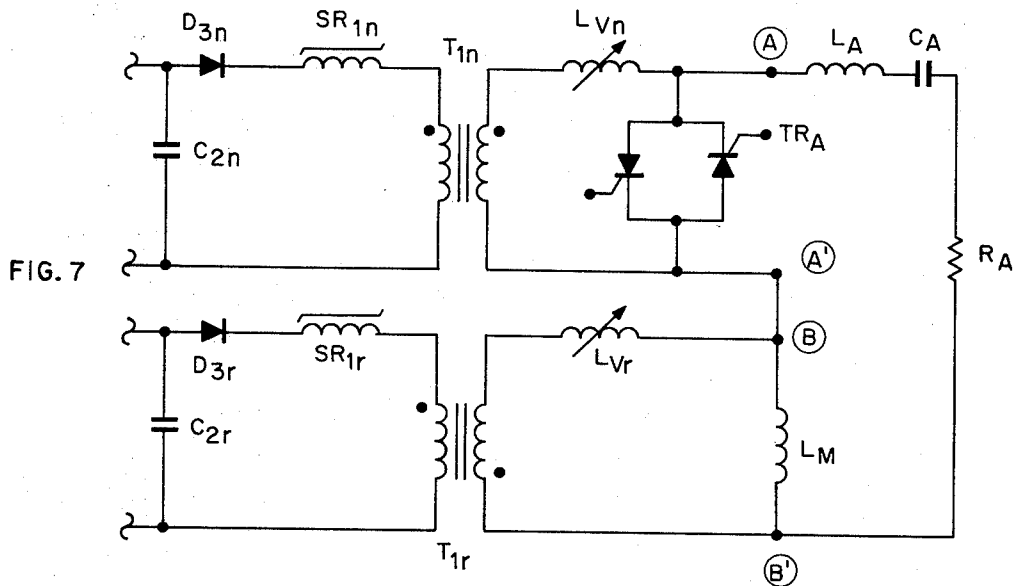 D3n
SR1n
T1n
LVn
A
LA
CA
C2n
TRA
FIG. 7
A'
RA
D3r
SR1r
LVr
B
C2r
LM
T1r
B'